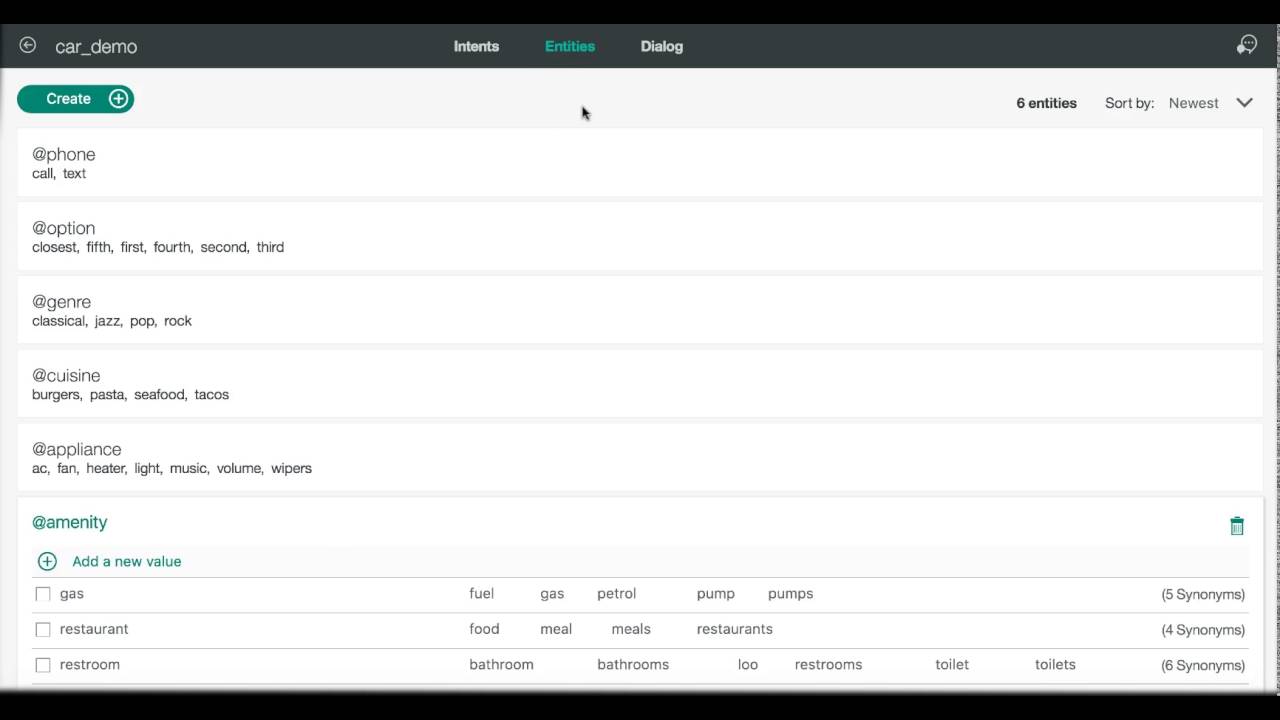 car_demo Intents Entities Dialog
Create 6 entities Sort by: Newest
@phone
call, text
@option
closest, fifth, first, fourth, second, third
@genre
classical, jazz, pop, rock
@cuisine
burgers, pasta, seafood, tacos
@appliance
ac, fan, heater, light, music, volume, wipers
@amenity
Add a new value
gas fuel gas petrol pump pumps (5 Synonyms)
restaurant food meal meals restaurants (4 Synonyms)
restroom bathroom bathrooms loo restrooms toilet toilets (6 Synonyms)